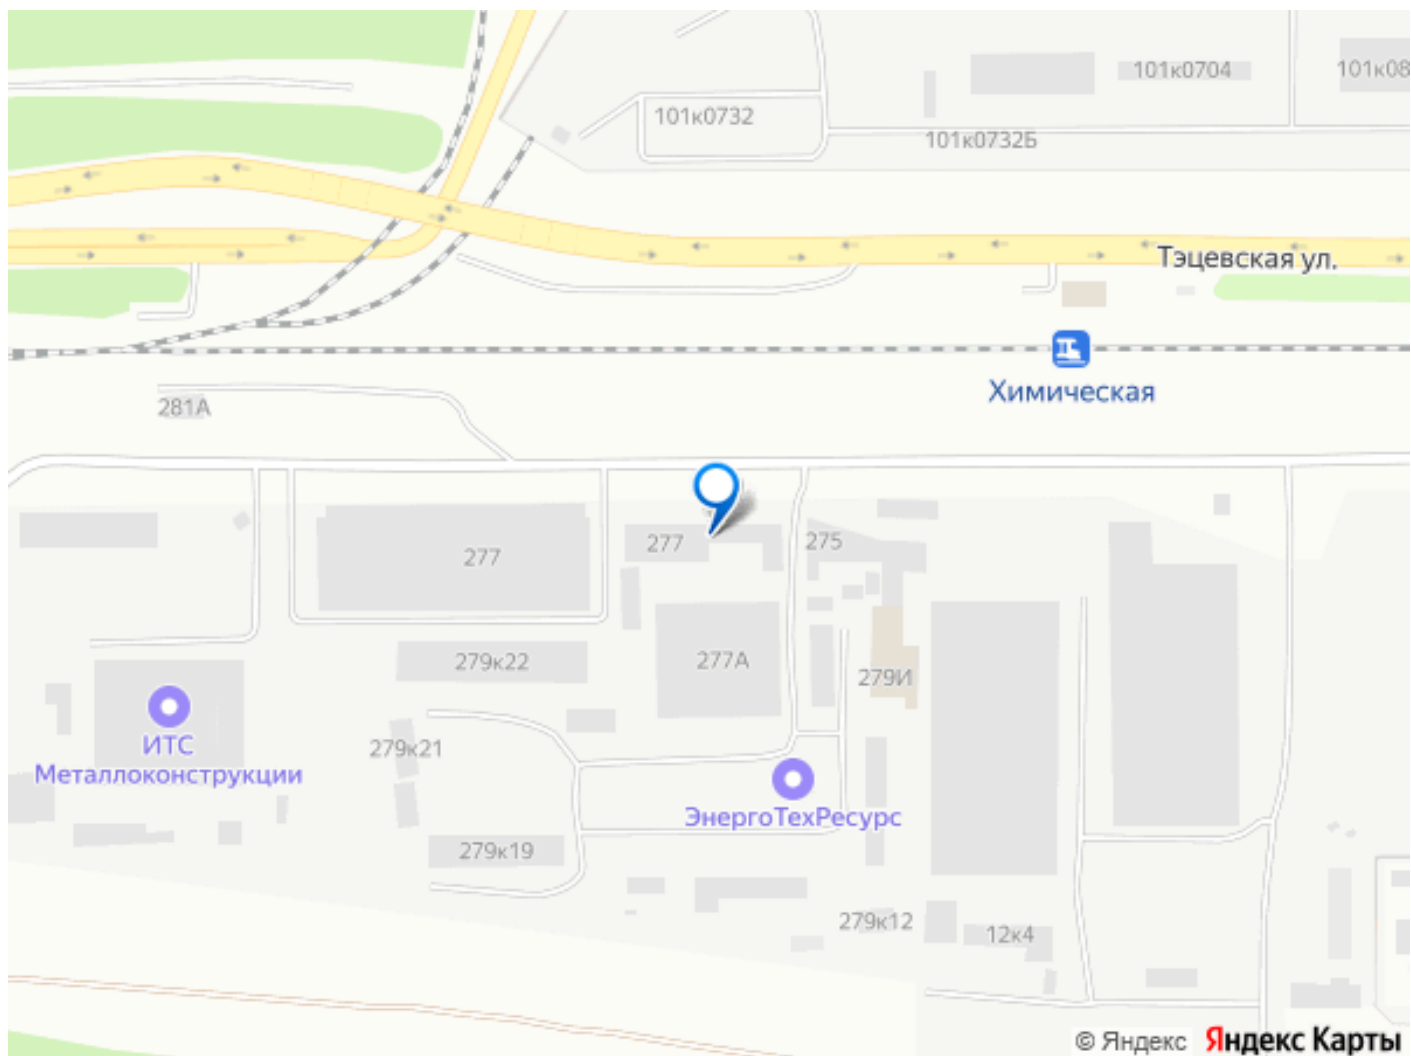 101к0704
101к08
101к0732
101к0732Б
Тэцевская ул.
Химическая
281А
277
277
275
279к22
277А
279И
ИТС
Металлоконструкции
279к21
ЭнергоТехРесурс
279к19
279к12
12к4
© Яндекс Яндекс Карты